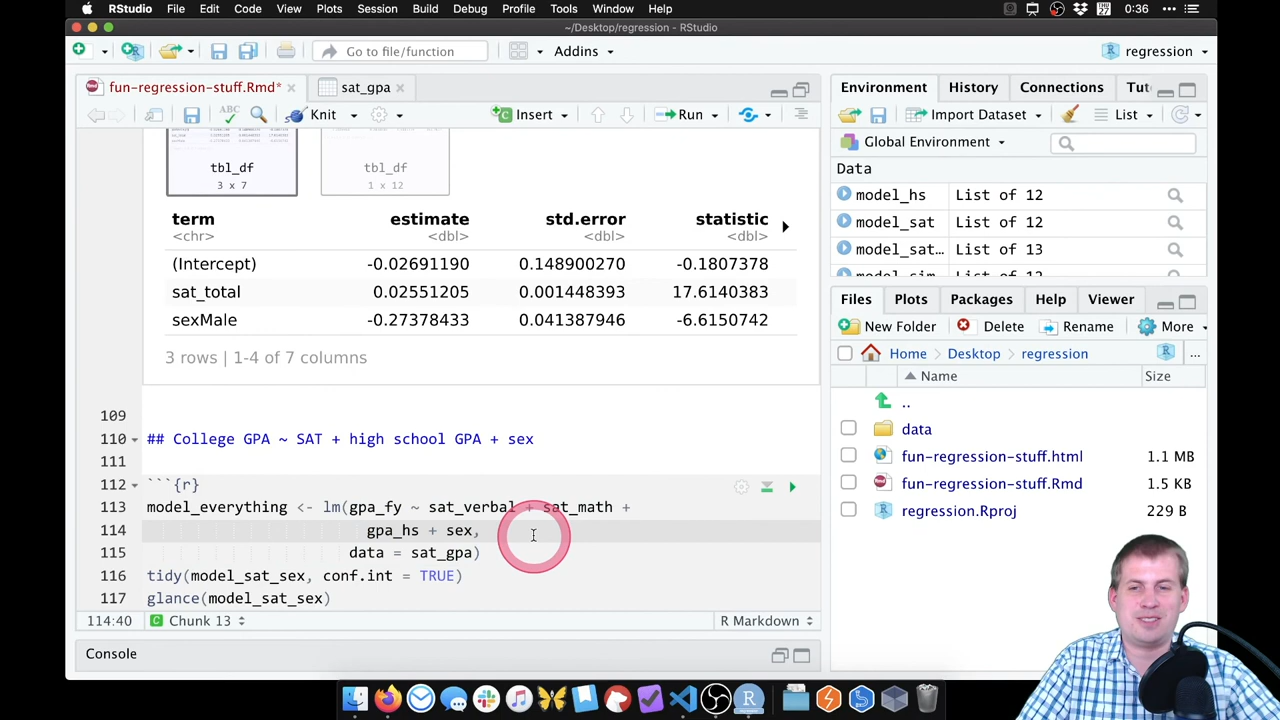 RStudio File Edit Code View Plots Session Build Debug Profile Tools Window Help THU 27 0:36
~/Desktop/regression - RStudio
Go to file/function Addins regression
fun-regression-stuff.Rmd* sat_gpa
ABC Knit Insert Run
tbl_df tbl_df
3 x 7 1 x 12
term estimate std.error statistic
<chr> <dbl> <dbl> <dbl>
(Intercept) -0.02691190 0.148900270 -0.1807378
sat_total 0.02551205 0.001448393 17.6140383
sexMale -0.27378433 0.041387946 -6.6150742
3 rows | 1-4 of 7 columns
109
110 ## College GPA ~ SAT + high school GPA + sex
111
112 ```{r}
113 model_everything <- lm(gpa_fy ~ sat_verbal + sat_math +
114 gpa_hs + sex,
115 data = sat_gpa)
116 tidy(model_sat_sex, conf.int = TRUE)
117 glance(model_sat_sex)
114:40 Chunk 13 R Markdown
Console
Environment History Connections Tut
Import Dataset List
Global Environment
Data
model_hs List of 12
model_sat List of 12
model_sat… List of 13
Files Plots Packages Help Viewer
New Folder Delete Rename More
Home Desktop regression ...
Name Size
..
data
fun-regression-stuff.html 1.1 MB
fun-regression-stuff.Rmd 1.5 KB
regression.Rproj 229 B